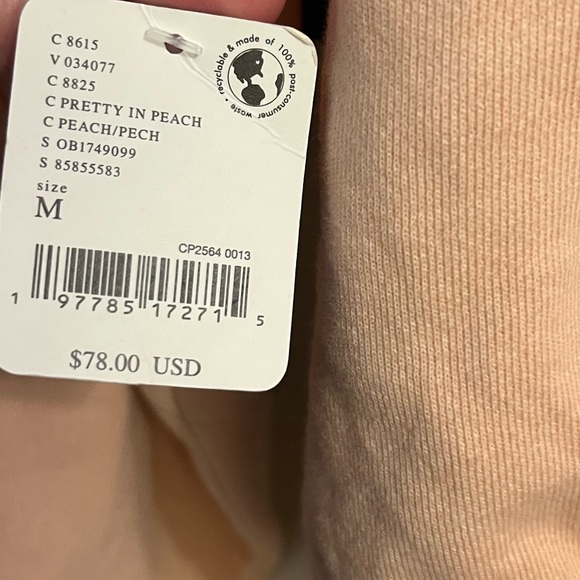 C 8615
V 034077
C 8825
C PRETTY IN PEACH
C PEACH/PECH
S OB1749099
S 85855583
size
M
recyclable & made of 100% post-consumer waste •
CP2564 0013
1 97785 17271 5
$78.00 USD